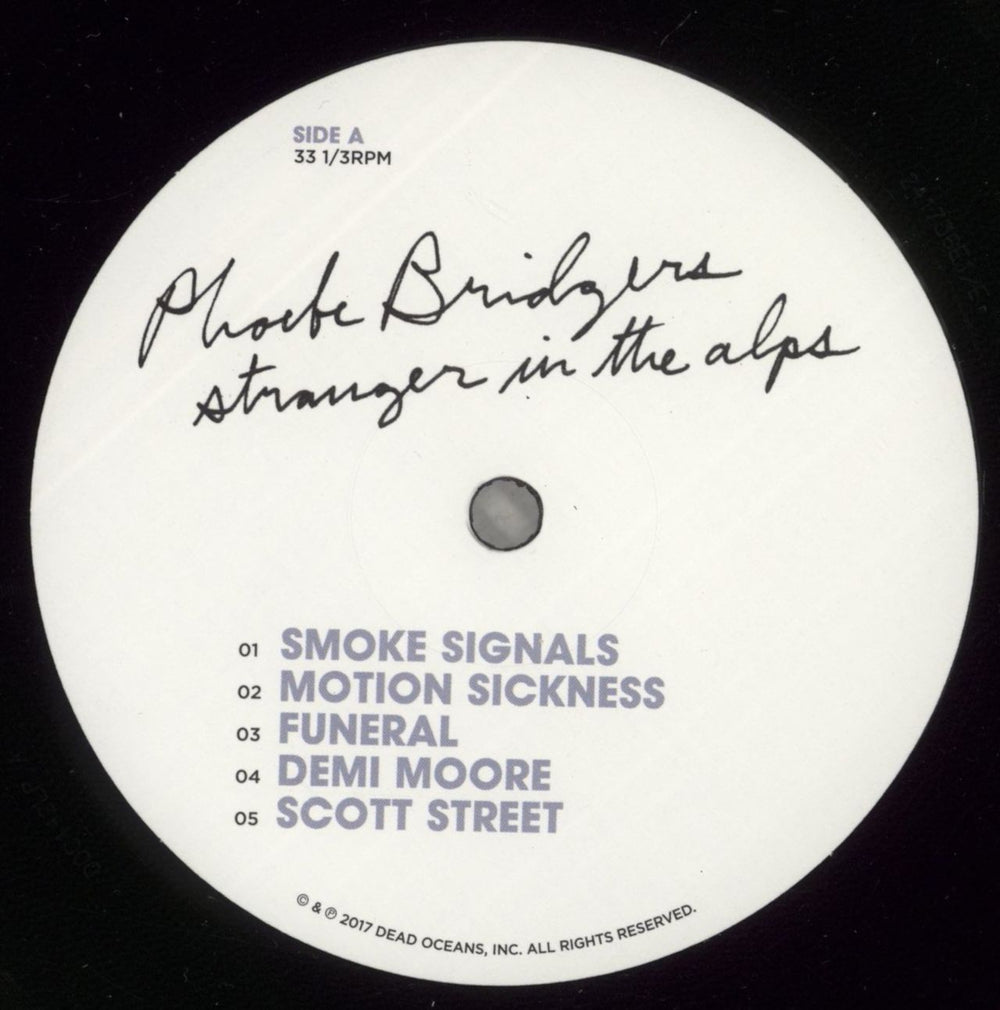 SIDE A
33 1/3RPM
Phoebe Bridgers
stranger in the alps
01 SMOKE SIGNALS
02 MOTION SICKNESS
03 FUNERAL
04 DEMI MOORE
05 SCOTT STREET
© & ℗ 2017 DEAD OCEANS, INC. ALL RIGHTS RESERVED.